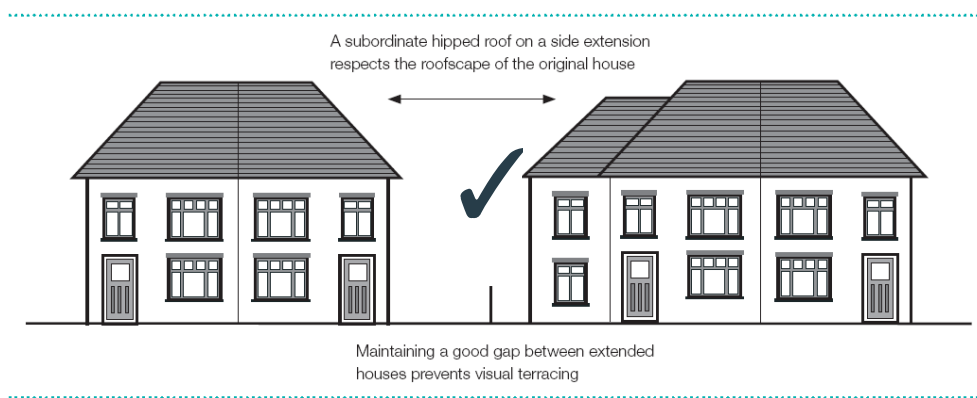 A subordinate hipped roof on a side extension
respects the roofscape of the original house
Maintaining a good gap between extended
houses prevents visual terracing